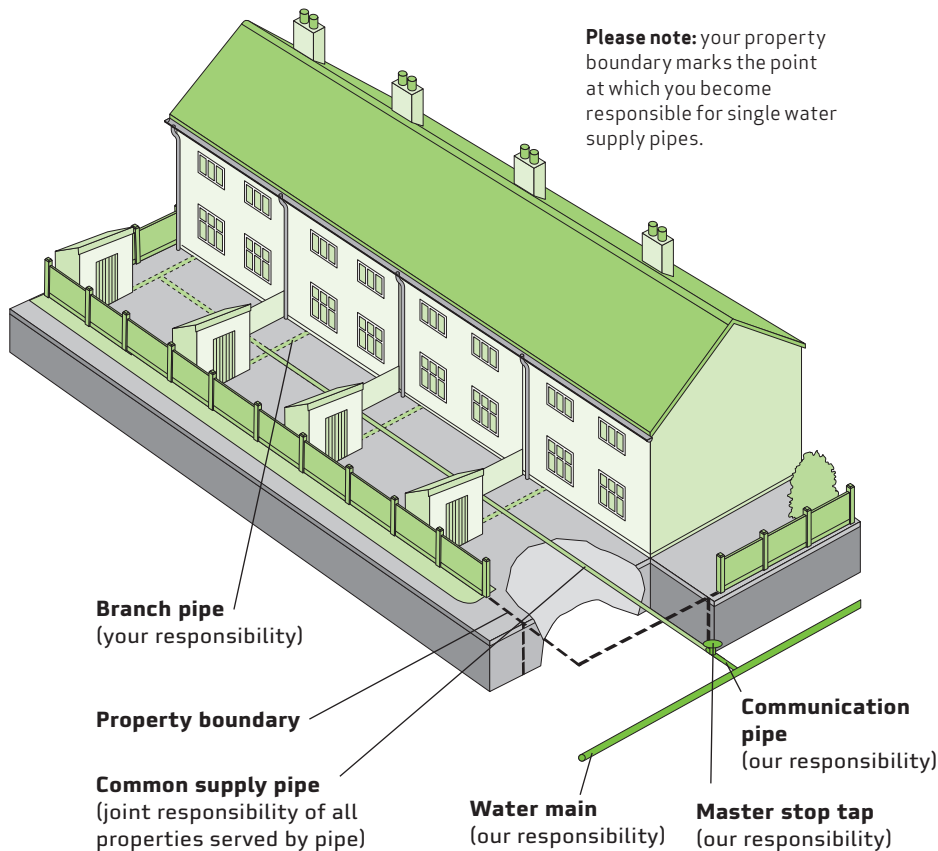 Please note: your property
boundary marks the point
at which you become
responsible for single water
supply pipes.
Branch pipe
(your responsibility)
Property boundary
Common supply pipe
(joint responsibility of all
properties served by pipe)
Water main
(our responsibility)
Communication
pipe
(our responsibility)
Master stop tap
(our responsibility)